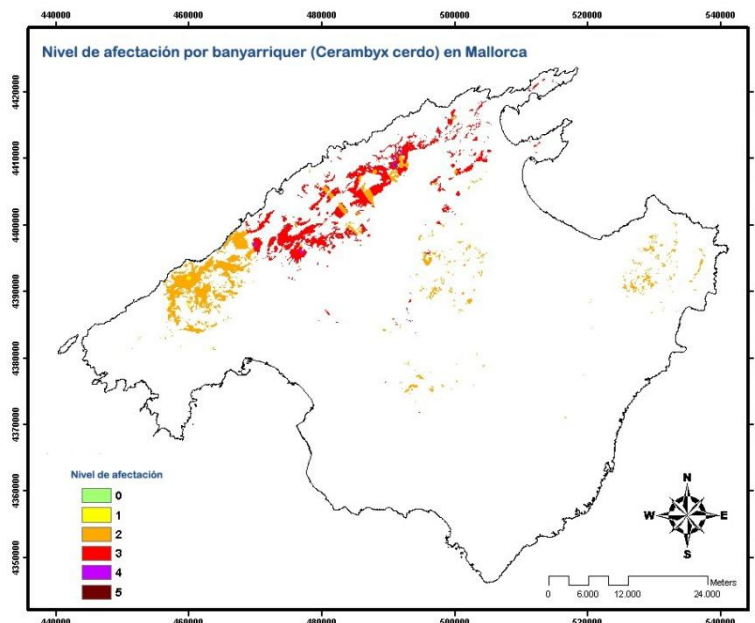 440000 460000 480000 500000 520000 540000
Nivel de afectación por banyarriquer (Cerambyx cerdo) en Mallorca
4420000
4410000
4400000
4390000
4380000
4370000
4360000
4350000
Nivel de afectación
0
1
2
3
4
5
N
W E
S
Meters
0 6.000 12.000 24.000
440000 460000 480000 500000 520000 540000